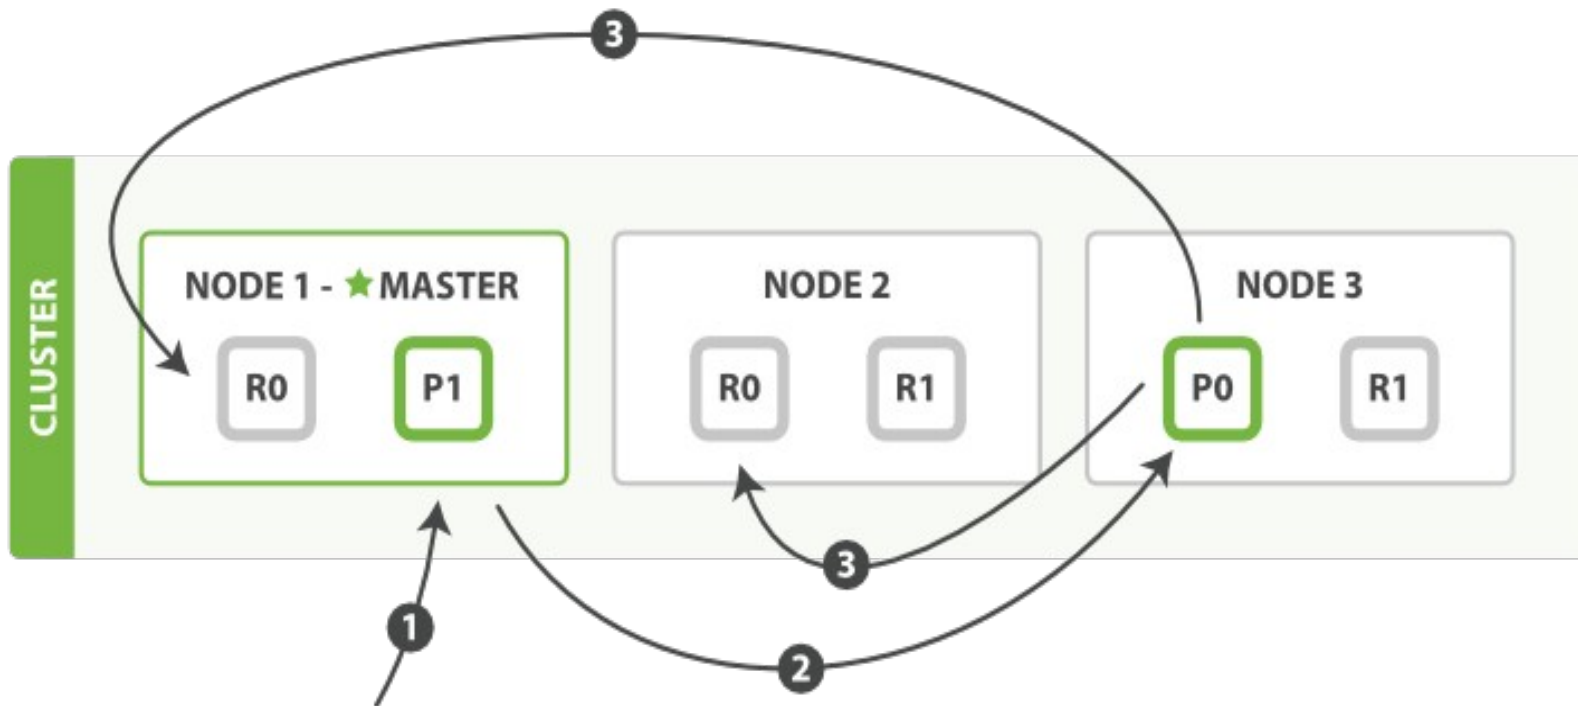 3
CLUSTER
NODE 1 - ★ MASTER
R0
P1
NODE 2
R0
R1
NODE 3
P0
R1
3
1
2